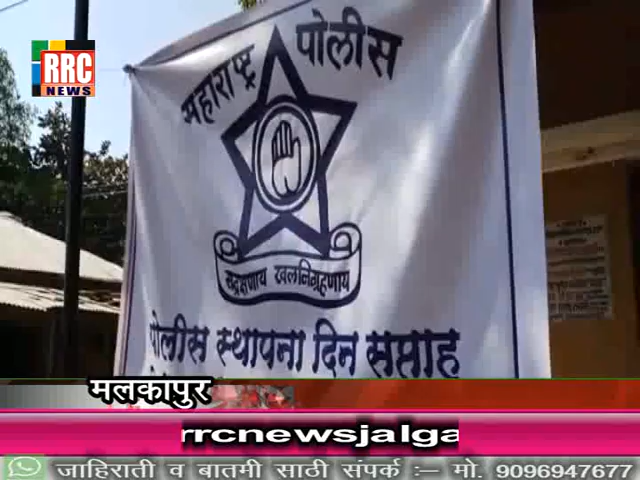 RRC
NEWS
महाराष्ट्र पोलीस
सद्रक्षणाय खलनिग्रहणाय
पोलीस स्थापना दिन सप्ताह
मलकापुर
rrcnewsjalga
जाहिराती व बातमी साठी संपर्क :– मो. 9096947677